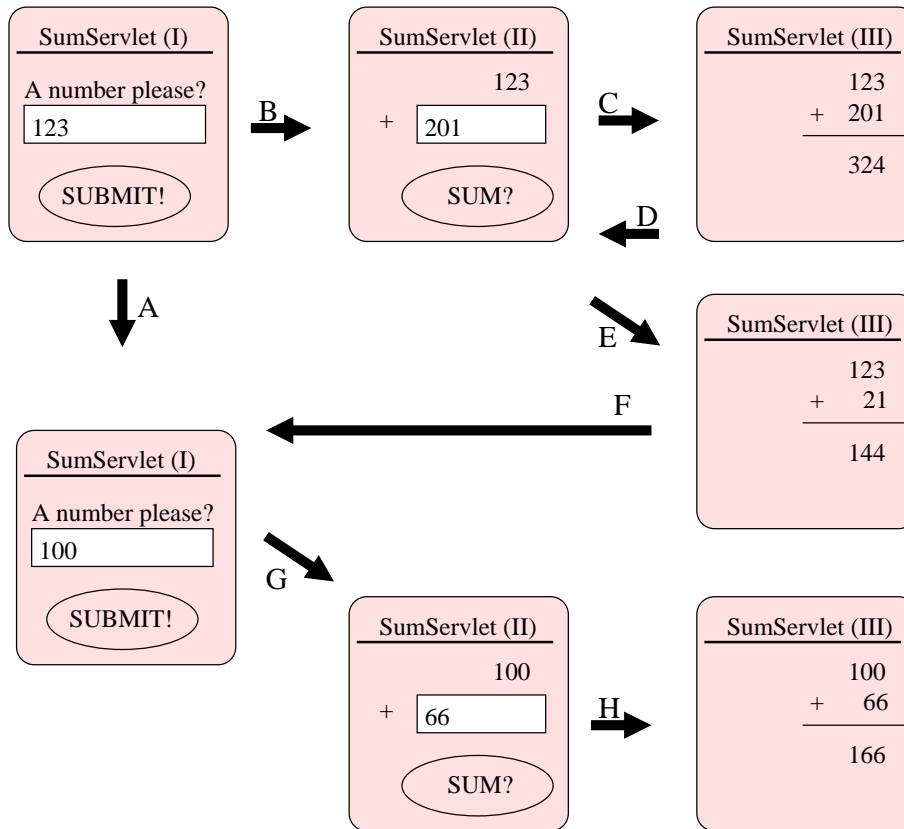 SumServlet (I)
A number please?
123
SUBMIT!
B
SumServlet (II)
123
+ 201
SUM?
C
SumServlet (III)
123
+ 201
324
D
A
E
SumServlet (III)
123
+ 21
144
F
SumServlet (I)
A number please?
100
SUBMIT!
G
SumServlet (II)
100
+ 66
SUM?
H
SumServlet (III)
100
+ 66
166